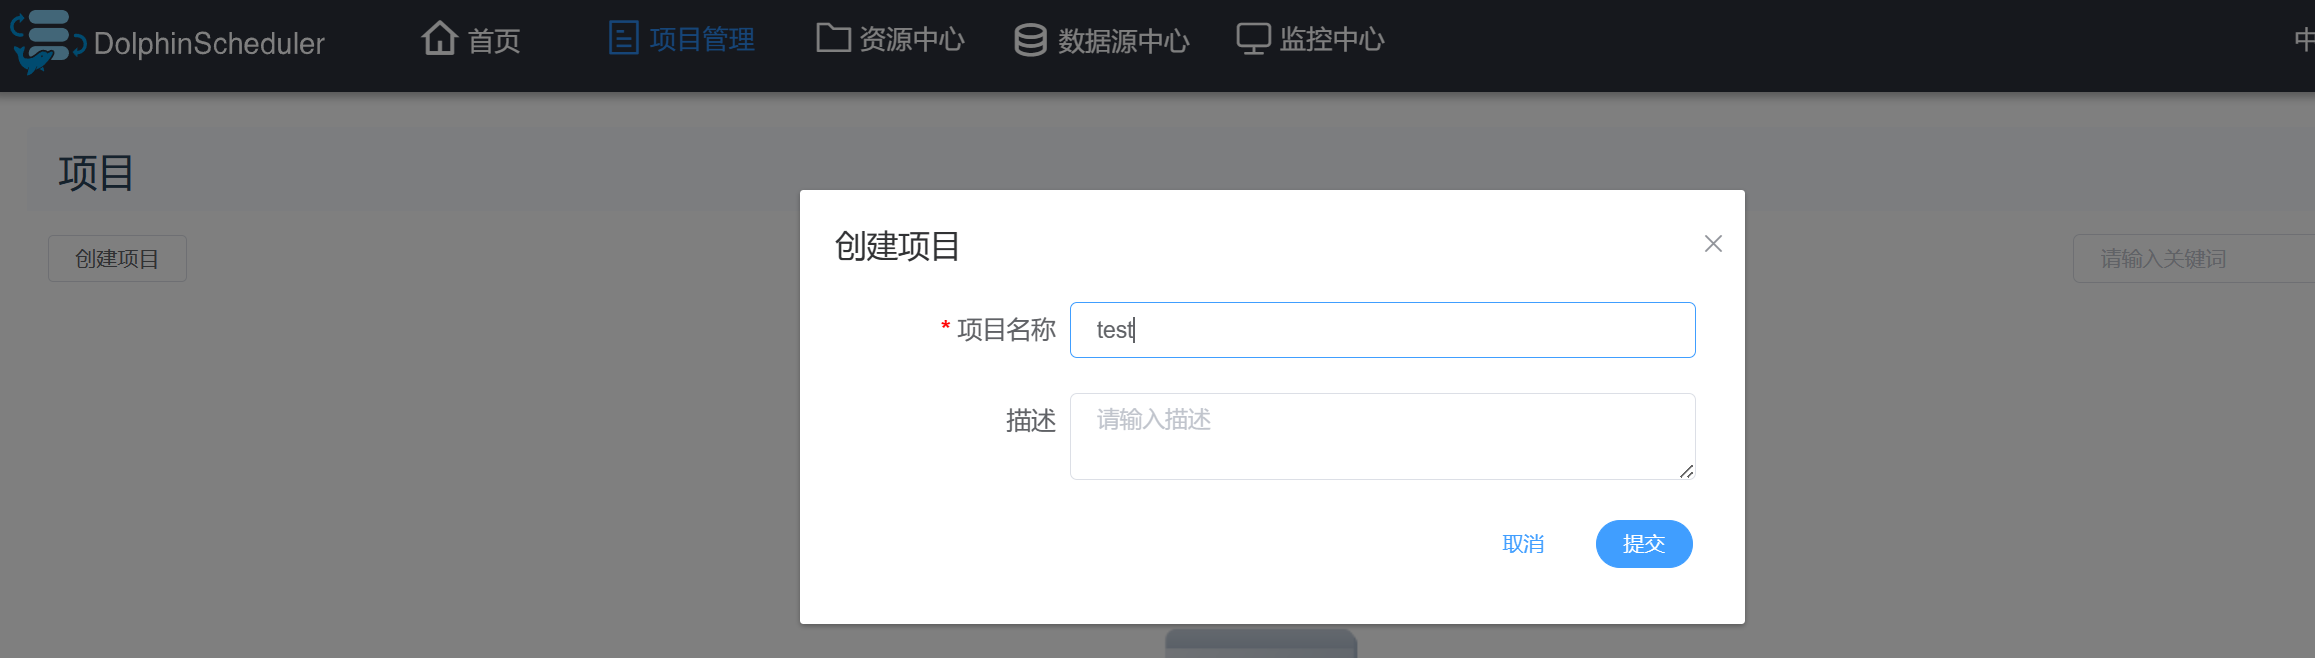 DolphinScheduler 首页 项目管理 资源中心 数据源中心 监控中心 中
项目
创建项目
请输入关键词
创建项目
* 项目名称 test
描述 请输入描述
取消 提交